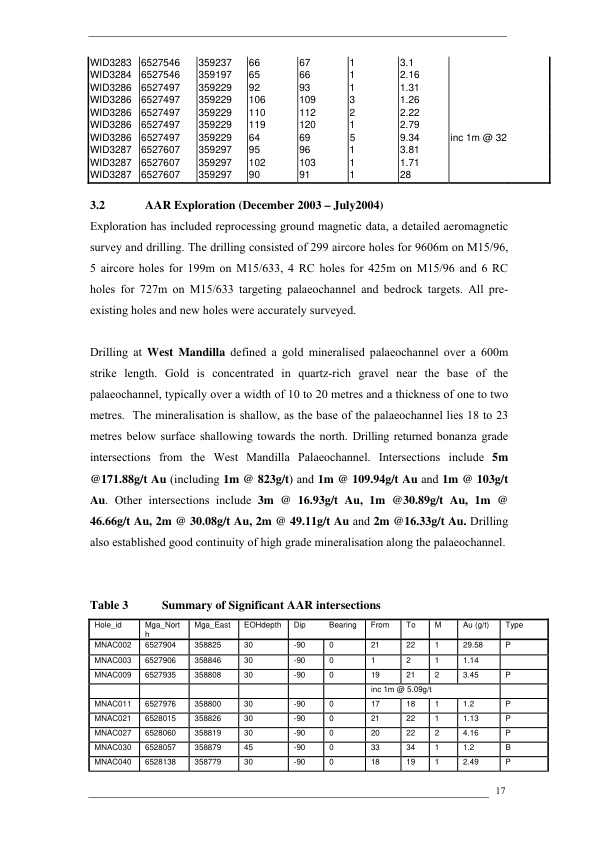 WID3283 6527546 359237 66 67 1 3.1
WID3284 6527546 359197 65 66 1 2.16
WID3286 6527497 359229 92 93 1 1.31
WID3286 6527497 359229 106 109 3 1.26
WID3286 6527497 359229 110 112 2 2.22
WID3286 6527497 359229 119 120 1 2.79
WID3286 6527497 359229 64 69 5 9.34 inc 1m @ 32
WID3287 6527607 359297 95 96 1 3.81
WID3287 6527607 359297 102 103 1 1.71
WID3287 6527607 359297 90 91 1 28
3.2 AAR Exploration (December 2003 – July2004)
Exploration has included reprocessing ground magnetic data, a detailed aeromagnetic
survey and drilling. The drilling consisted of 299 aircore holes for 9606m on M15/96,
5 aircore holes for 199m on M15/633, 4 RC holes for 425m on M15/96 and 6 RC
holes for 727m on M15/633 targeting palaeochannel and bedrock targets. All pre-
existing holes and new holes were accurately surveyed.
Drilling at West Mandilla defined a gold mineralised palaeochannel over a 600m
strike length. Gold is concentrated in quartz-rich gravel near the base of the
palaeochannel, typically over a width of 10 to 20 metres and a thickness of one to two
metres. The mineralisation is shallow, as the base of the palaeochannel lies 18 to 23
metres below surface shallowing towards the north. Drilling returned bonanza grade
intersections from the West Mandilla Palaeochannel. Intersections include 5m
@171.88g/t Au (including 1m @ 823g/t) and 1m @ 109.94g/t Au and 1m @ 103g/t
Au. Other intersections include 3m @ 16.93g/t Au, 1m @30.89g/t Au, 1m @
46.66g/t Au, 2m @ 30.08g/t Au, 2m @ 49.11g/t Au and 2m @16.33g/t Au. Drilling
also established good continuity of high grade mineralisation along the palaeochannel.
Table 3 Summary of Significant AAR intersections
Hole_id Mga_Nort Mga_East EOHdepth Dip Bearing From To M Au (g/t) Type
h
MNAC002 6527904 358825 30 -90 0 21 22 1 29.58 P
MNAC003 6527906 358846 30 -90 0 1 2 1 1.14
MNAC009 6527935 358808 30 -90 0 19 21 2 3.45 P
inc 1m @ 5.09g/t
MNAC011 6527976 358800 30 -90 0 17 18 1 1.2 P
MNAC021 6528015 358826 30 -90 0 21 22 1 1.13 P
MNAC027 6528060 358819 30 -90 0 20 22 2 4.16 P
MNAC030 6528057 358879 45 -90 0 33 34 1 1.2 B
MNAC040 6528138 358779 30 -90 0 18 19 1 2.49 P
17